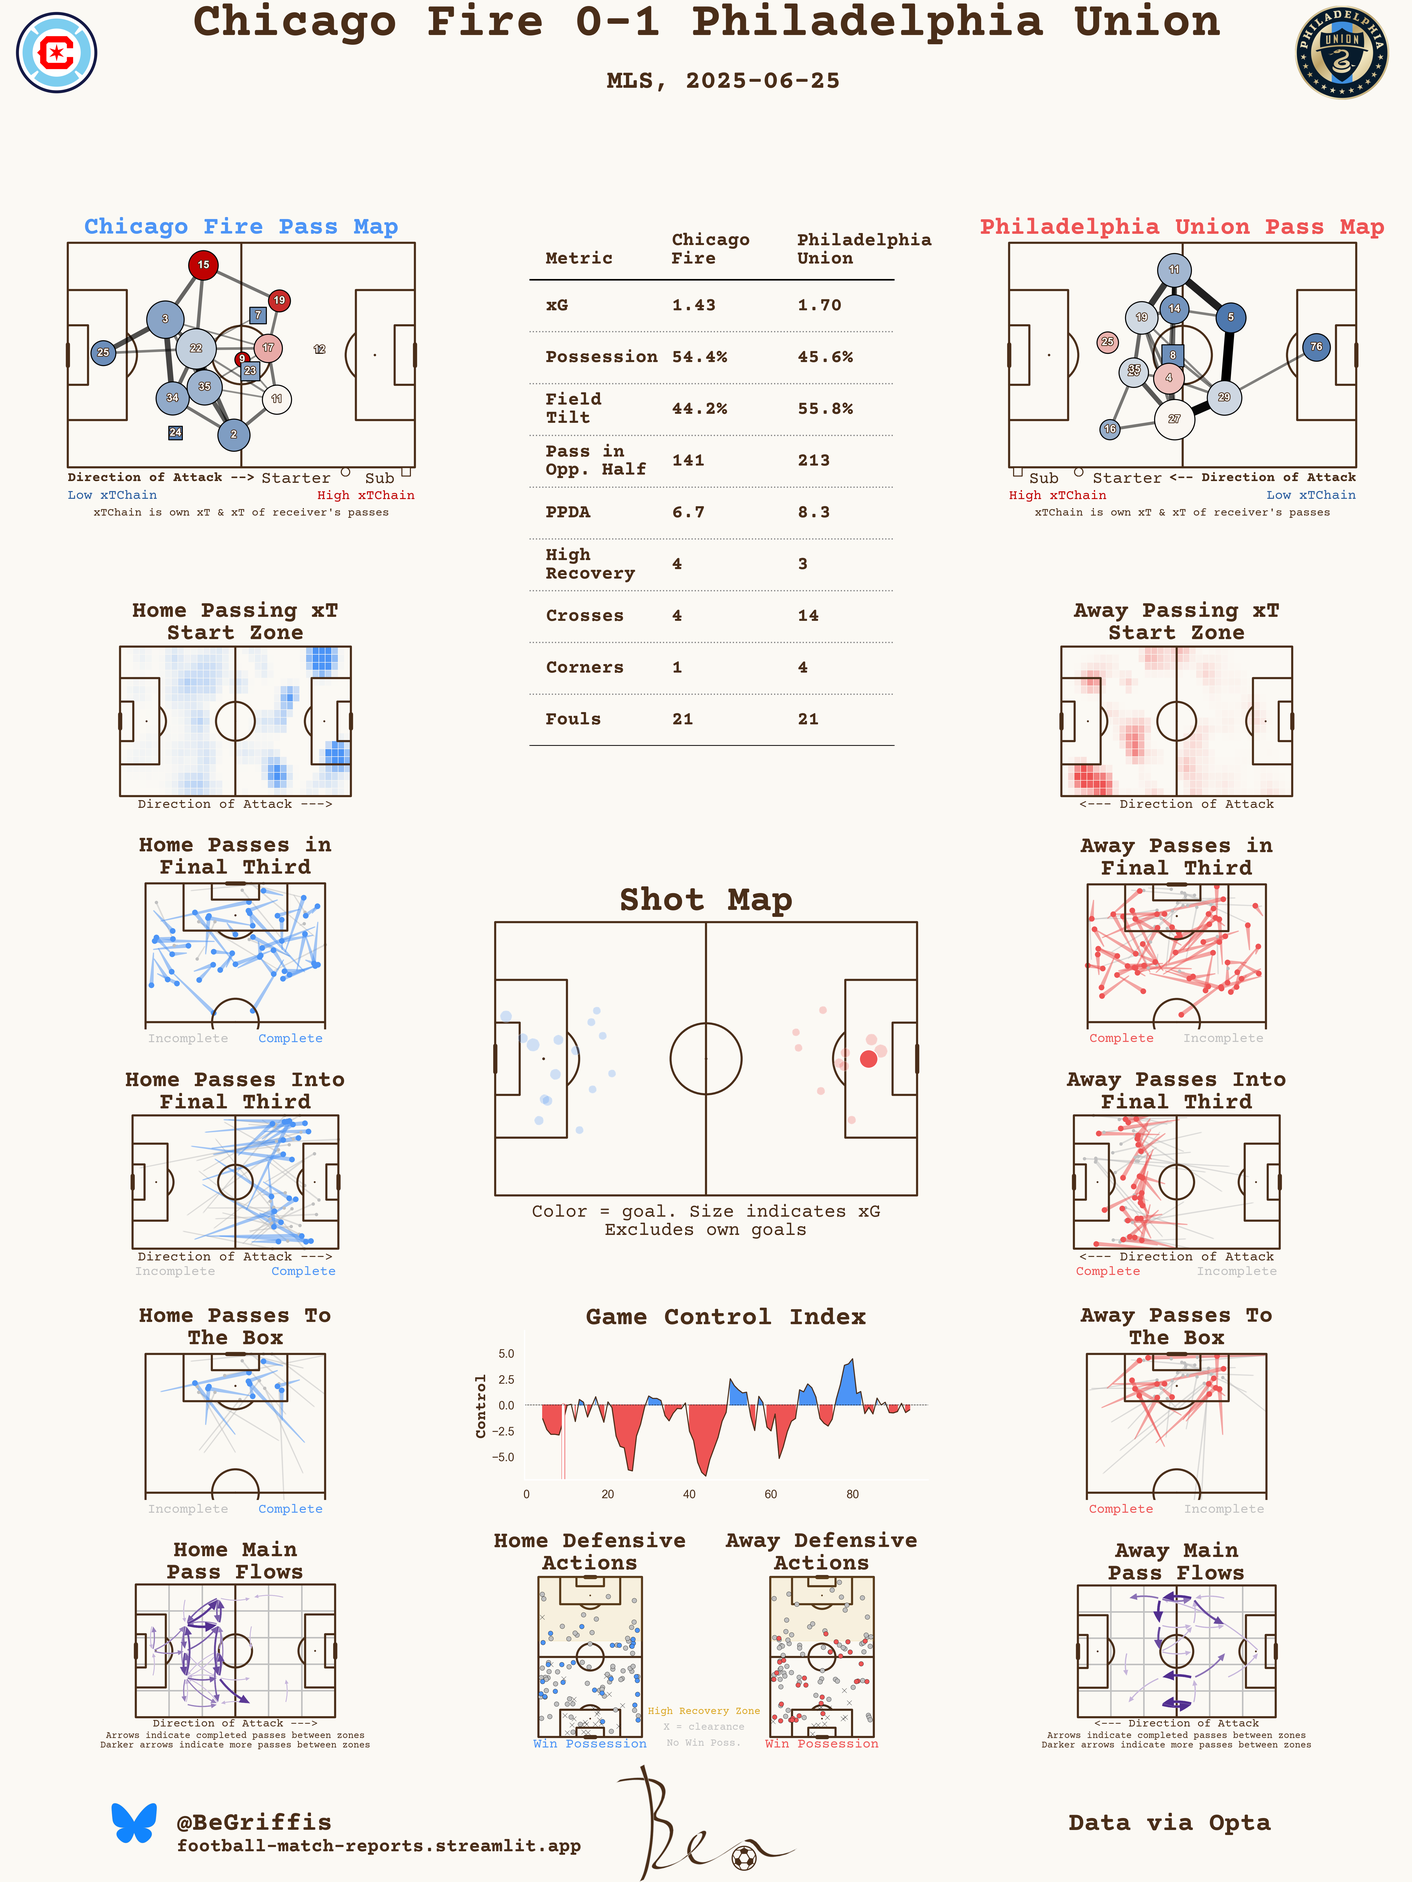 Chicago Fire 0-1 Philadelphia Union
MLS, 2025-06-25
PHILADELPHIA
UNION
Chicago Fire Pass Map
15
19
3
7
22
17
12
25
9
23
35
34
11
24
2
Direction of Attack --> Starter Sub
Low xTChain High xTChain
xTChain is own xT & xT of receiver's passes
Metric Chicago Fire Philadelphia Union
xG 1.43 1.70
Possession 54.4% 45.6%
Field Tilt 44.2% 55.8%
Pass in Opp. Half 141 213
PPDA 6.7 8.3
High Recovery 4 3
Crosses 4 14
Corners 1 4
Fouls 21 21
Philadelphia Union Pass Map
11
14
19
5
25
8
76
35
4
29
27
16
Sub Starter <-- Direction of Attack
High xTChain Low xTChain
xTChain is own xT & xT of receiver's passes
Home Passing xT
Start Zone
Direction of Attack --->
Away Passing xT
Start Zone
<--- Direction of Attack
Home Passes in
Final Third
Incomplete Complete
Away Passes in
Final Third
Complete Incomplete
Shot Map
Color = goal. Size indicates xG
Excludes own goals
Home Passes Into
Final Third
Direction of Attack --->
Incomplete Complete
Away Passes Into
Final Third
<--- Direction of Attack
Complete Incomplete
Home Passes To
The Box
Incomplete Complete
Game Control Index
Control
5.0
2.5
0.0
−2.5
−5.0
0 20 40 60 80
Away Passes To
The Box
Complete Incomplete
Home Main
Pass Flows
Direction of Attack --->
Arrows indicate completed passes between zones
Darker arrows indicate more passes between zones
Home Defensive
Actions
Win Possession
Away Defensive
Actions
Win Possession
High Recovery Zone
X = clearance
No Win Poss.
Away Main
Pass Flows
<--- Direction of Attack
Arrows indicate completed passes between zones
Darker arrows indicate more passes between zones
@BeGriffis
football-match-reports.streamlit.app
Ben
Data via Opta